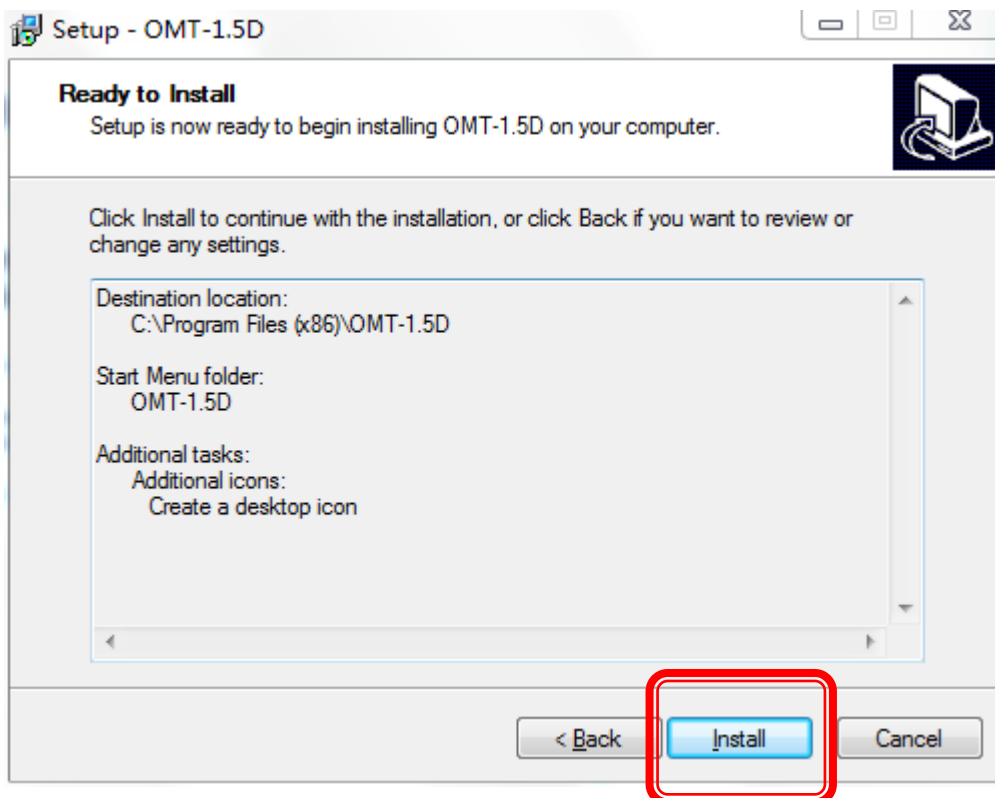 Setup - OMT-1.5D
Ready to Install
Setup is now ready to begin installing OMT-1.5D on your computer.
Click Install to continue with the installation, or click Back if you want to review or
change any settings.
Destination location:
C:\Program Files (x86)\OMT-1.5D
Start Menu folder:
OMT-1.5D
Additional tasks:
Additional icons:
Create a desktop icon
< Back
Install
Cancel